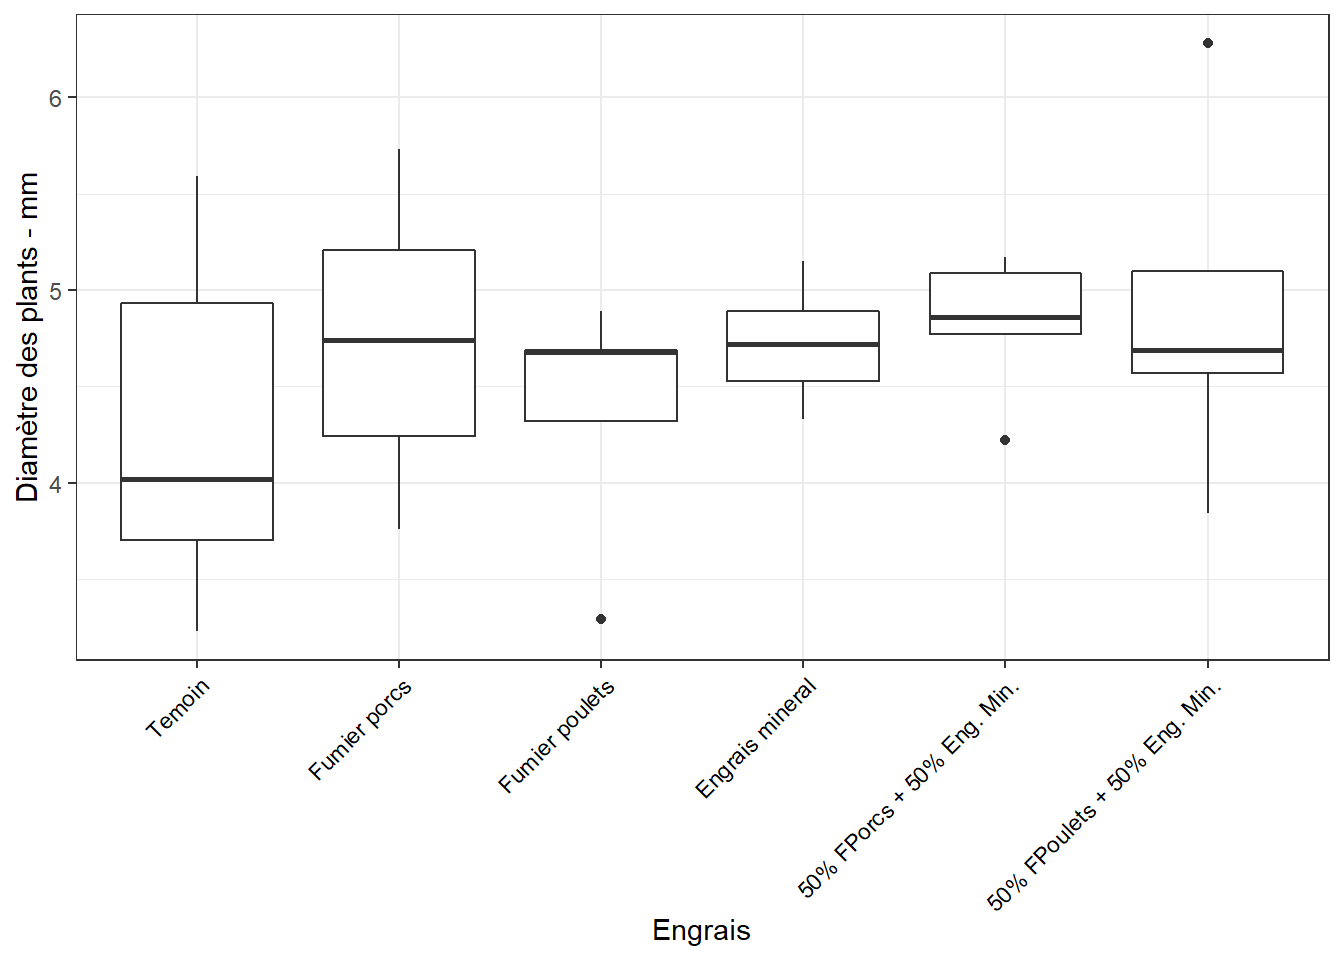 Diamètre des plants - mm
6
5
4
Temoin
Fumier porcs
Fumier poulets
Engrais mineral
50% FPorcs + 50% Eng. Min.
50% FPoulets + 50% Eng. Min.
Engrais